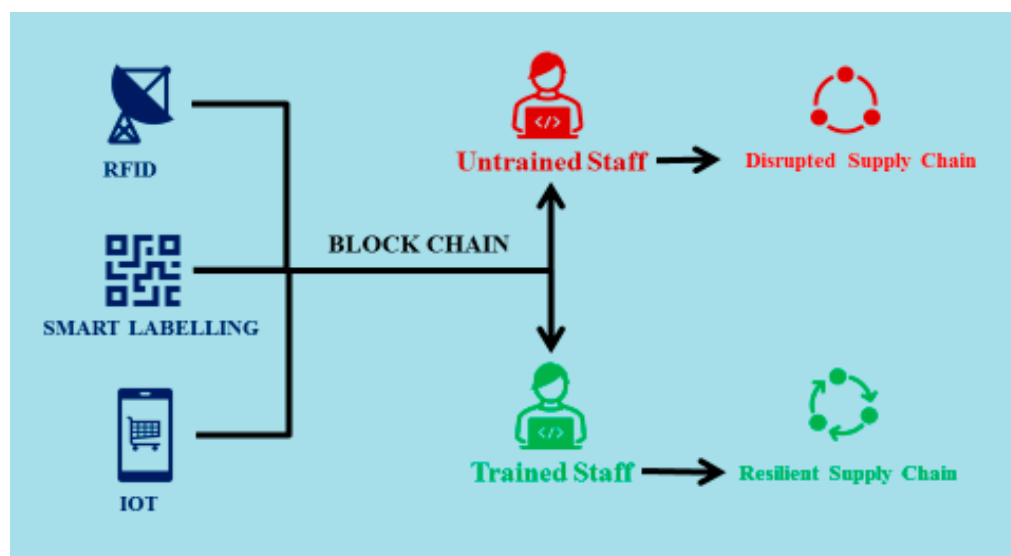 RFID
SMART LABELLING
IOT
BLOCK CHAIN
</>
Untrained Staff
Disrupted Supply Chain
</>
Trained Staff
Resilient Supply Chain